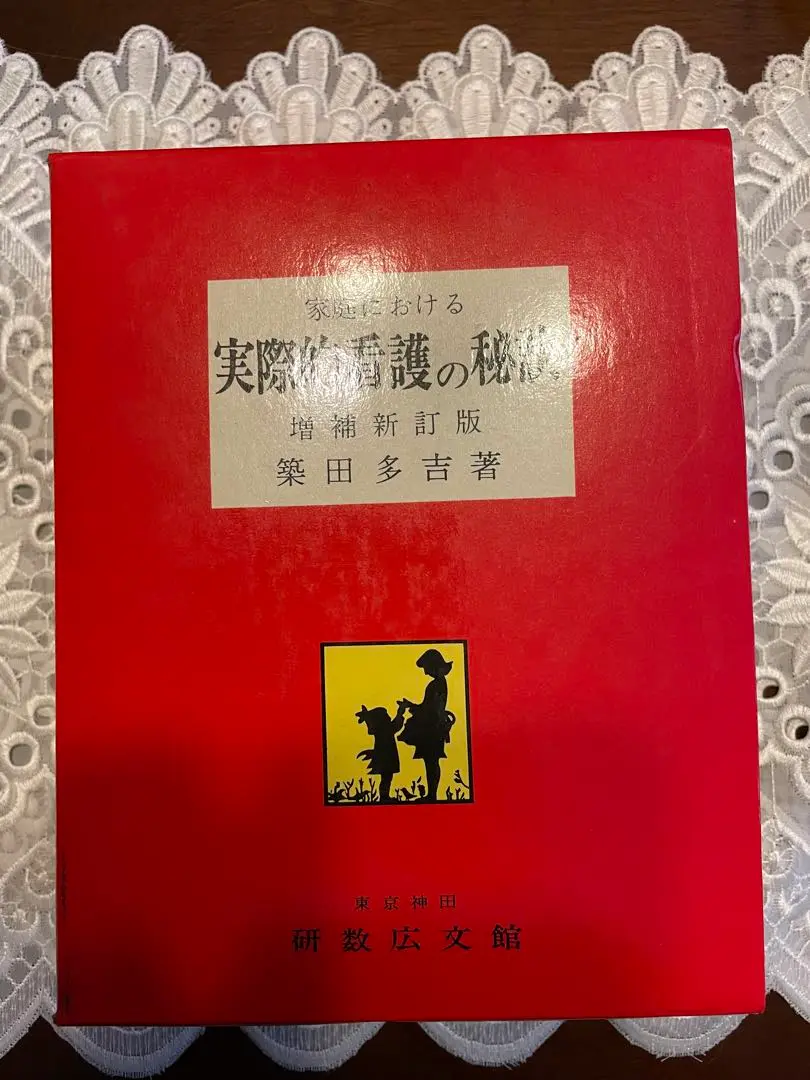 家庭における
実際的看護の秘訣
増補新訂版
築田多吉著
東京神田
研数広文館